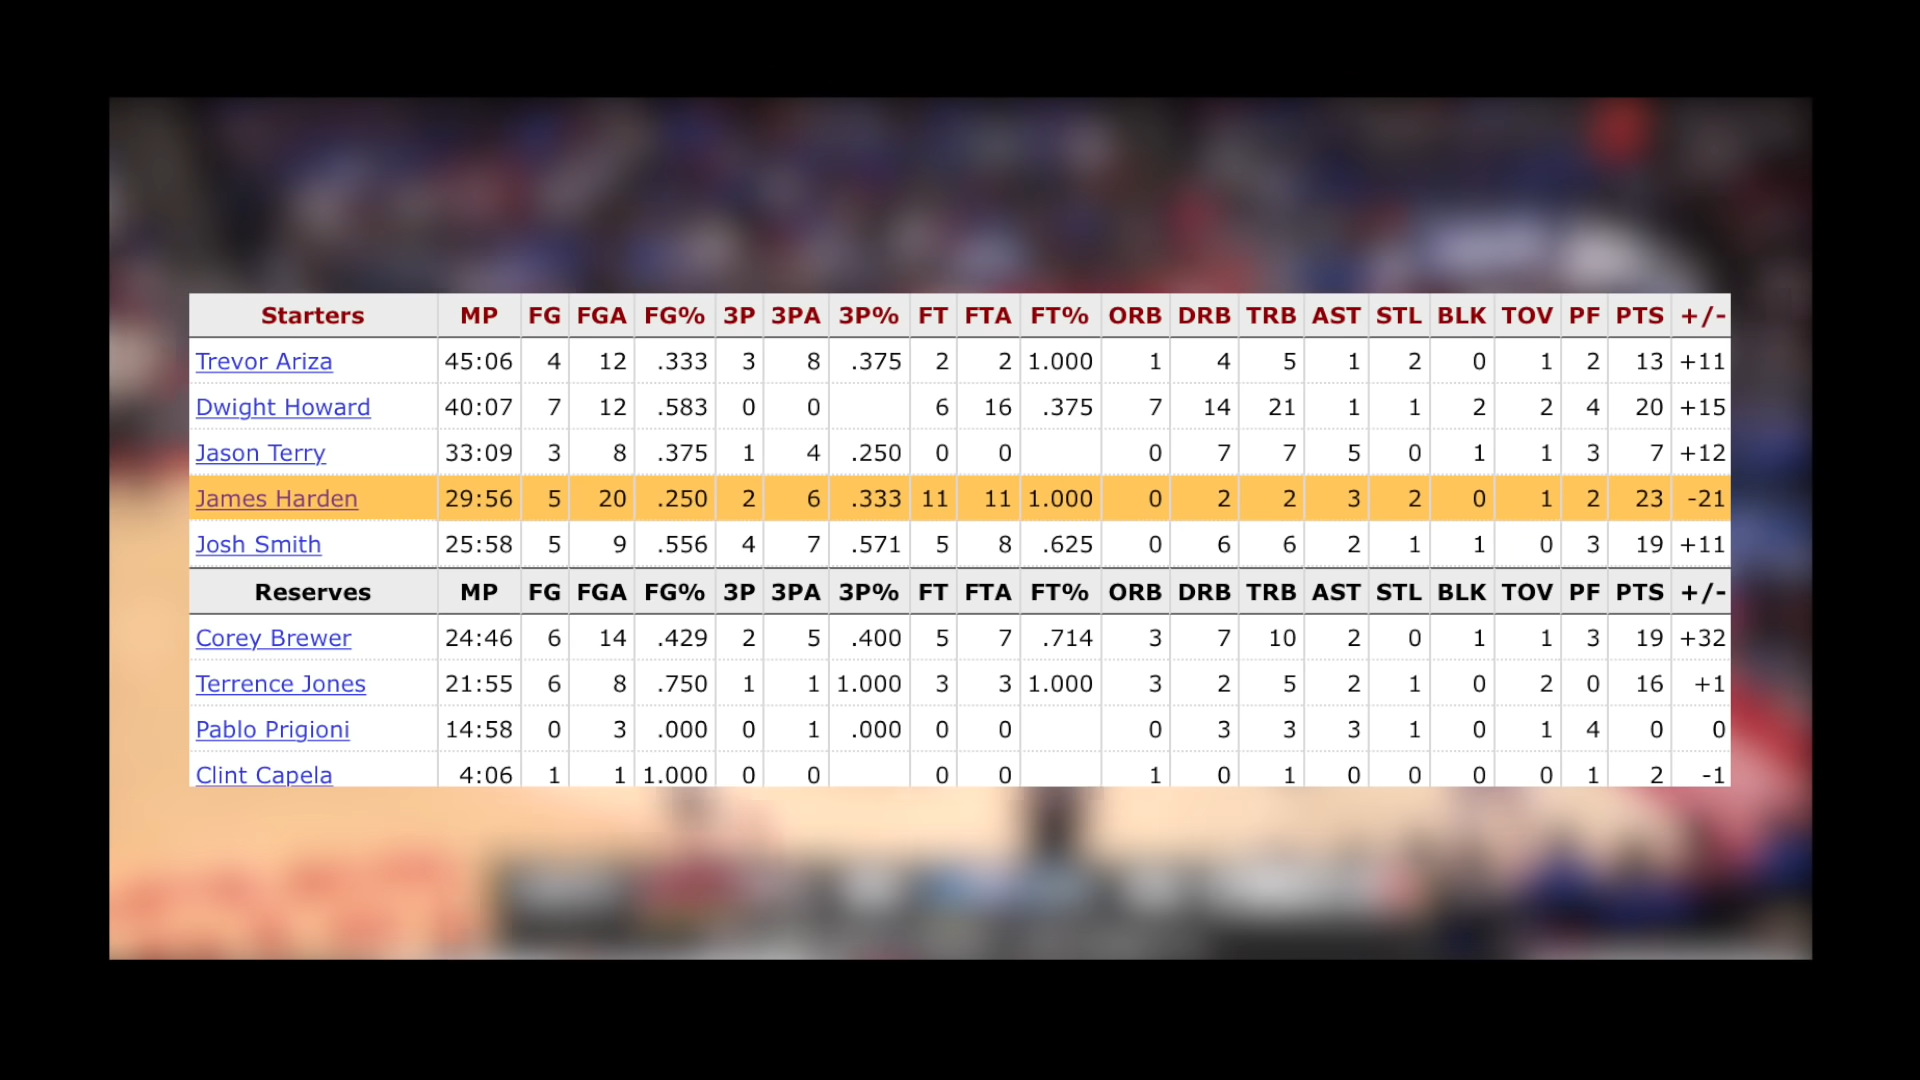 Starters MP FG FGA FG% 3P 3PA 3P% FT FTA FT% ORB DRB TRB AST STL BLK TOV PF PTS +/-
Trevor Ariza 45:06 4 12 .333 3 8 .375 2 2 1.000 1 4 5 1 2 0 1 2 13 +11
Dwight Howard 40:07 7 12 .583 0 0 6 16 .375 7 14 21 1 1 2 2 4 20 +15
Jason Terry 33:09 3 8 .375 1 4 .250 0 0 0 7 7 5 0 1 1 3 7 +12
James Harden 29:56 5 20 .250 2 6 .333 11 11 1.000 0 2 2 3 2 0 1 2 23 -21
Josh Smith 25:58 5 9 .556 4 7 .571 5 8 .625 0 6 6 2 1 1 0 3 19 +11
Reserves MP FG FGA FG% 3P 3PA 3P% FT FTA FT% ORB DRB TRB AST STL BLK TOV PF PTS +/-
Corey Brewer 24:46 6 14 .429 2 5 .400 5 7 .714 3 7 10 2 0 1 1 3 19 +32
Terrence Jones 21:55 6 8 .750 1 1 1.000 3 3 1.000 3 2 5 2 1 0 2 0 16 +1
Pablo Prigioni 14:58 0 3 .000 0 1 .000 0 0 0 3 3 3 1 0 1 4 0 0
Clint Capela 4:06 1 1 1.000 0 0 0 0 1 0 1 0 0 0 0 1 2 -1